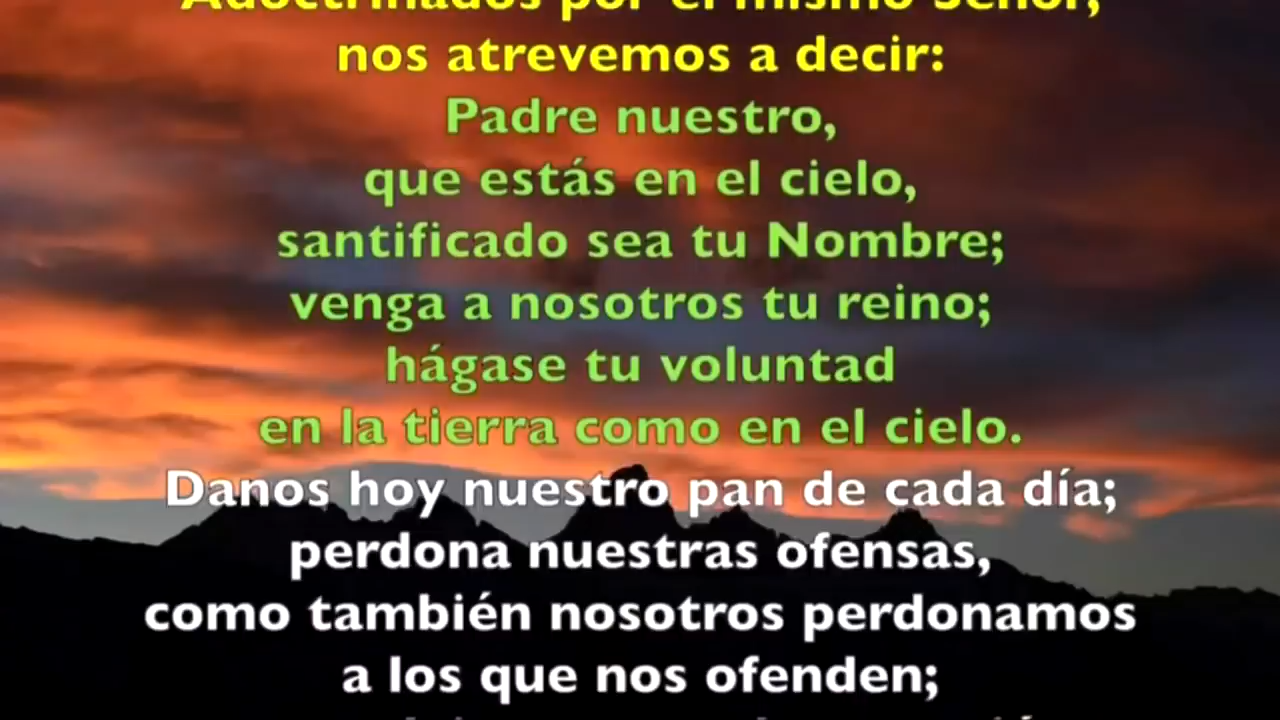 Adoctrinados por el mismo Señor,
nos atrevemos a decir:
Padre nuestro,
que estás en el cielo,
santificado sea tu Nombre;
venga a nosotros tu reino;
hágase tu voluntad
en la tierra como en el cielo.
Danos hoy nuestro pan de cada día;
perdona nuestras ofensas,
como también nosotros perdonamos
a los que nos ofenden;